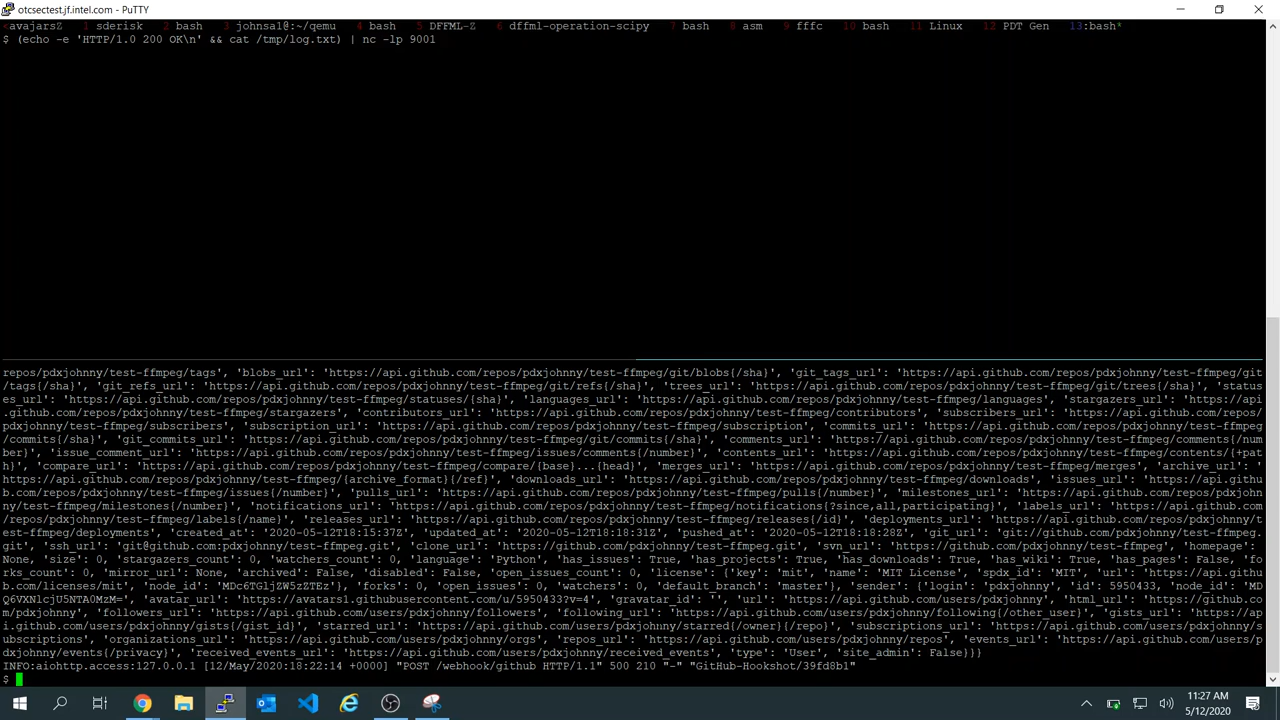 otcsectest.jf.intel.com - PuTTY
avajarsZ 1 sderisk 2 bash 3 johnsa1@:~/qemu 4 bash 5 DFFML-Z 6 dffml-operation-scipy 7 bash 8 asm 9 fffc 10 bash 11 Linux 12 PDT Gen 13:bash*
$ (echo -e 'HTTP/1.0 200 OK\n' && cat /tmp/log.txt) | nc -lp 9001
repos/pdxjohnny/test-ffmpeg/tags', 'blobs_url': 'https://api.github.com/repos/pdxjohnny/test-ffmpeg/git/blobs{/sha}', 'git_tags_url': 'https://api.github.com/repos/pdxjohnny/test-ffmpeg/git
/tags{/sha}', 'git_refs_url': 'https://api.github.com/repos/pdxjohnny/test-ffmpeg/git/refs{/sha}', 'trees_url': 'https://api.github.com/repos/pdxjohnny/test-ffmpeg/git/trees{/sha}', 'status
es_url': 'https://api.github.com/repos/pdxjohnny/test-ffmpeg/statuses/{sha}', 'languages_url': 'https://api.github.com/repos/pdxjohnny/test-ffmpeg/languages', 'stargazers_url': 'https://api
.github.com/repos/pdxjohnny/test-ffmpeg/stargazers', 'contributors_url': 'https://api.github.com/repos/pdxjohnny/test-ffmpeg/contributors', 'subscribers_url': 'https://api.github.com/repos/
pdxjohnny/test-ffmpeg/subscribers', 'subscription_url': 'https://api.github.com/repos/pdxjohnny/test-ffmpeg/subscription', 'commits_url': 'https://api.github.com/repos/pdxjohnny/test-ffmpeg
/commits{/sha}', 'git_commits_url': 'https://api.github.com/repos/pdxjohnny/test-ffmpeg/git/commits{/sha}', 'comments_url': 'https://api.github.com/repos/pdxjohnny/test-ffmpeg/comments{/num
ber}', 'issue_comment_url': 'https://api.github.com/repos/pdxjohnny/test-ffmpeg/issues/comments{/number}', 'contents_url': 'https://api.github.com/repos/pdxjohnny/test-ffmpeg/contents/{+pat
h}', 'compare_url': 'https://api.github.com/repos/pdxjohnny/test-ffmpeg/compare/{base}...{head}', 'merges_url': 'https://api.github.com/repos/pdxjohnny/test-ffmpeg/merges', 'archive_url': '
https://api.github.com/repos/pdxjohnny/test-ffmpeg/{archive_format}{/ref}', 'downloads_url': 'https://api.github.com/repos/pdxjohnny/test-ffmpeg/downloads', 'issues_url': 'https://api.githu
b.com/repos/pdxjohnny/test-ffmpeg/issues{/number}', 'pulls_url': 'https://api.github.com/repos/pdxjohnny/test-ffmpeg/pulls{/number}', 'milestones_url': 'https://api.github.com/repos/pdxjohn
ny/test-ffmpeg/milestones{/number}', 'notifications_url': 'https://api.github.com/repos/pdxjohnny/test-ffmpeg/notifications{?since,all,participating}', 'labels_url': 'https://api.github.com
/repos/pdxjohnny/test-ffmpeg/labels{/name}', 'releases_url': 'https://api.github.com/repos/pdxjohnny/test-ffmpeg/releases{/id}', 'deployments_url': 'https://api.github.com/repos/pdxjohnny/t
est-ffmpeg/deployments', 'created_at': '2020-05-12T18:15:37Z', 'updated_at': '2020-05-12T18:18:31Z', 'pushed_at': '2020-05-12T18:18:28Z', 'git_url': 'git://github.com/pdxjohnny/test-ffmpeg.
git', 'ssh_url': 'git@github.com:pdxjohnny/test-ffmpeg.git', 'clone_url': 'https://github.com/pdxjohnny/test-ffmpeg.git', 'svn_url': 'https://github.com/pdxjohnny/test-ffmpeg', 'homepage':
None, 'size': 0, 'stargazers_count': 0, 'watchers_count': 0, 'language': 'Python', 'has_issues': True, 'has_projects': True, 'has_downloads': True, 'has_wiki': True, 'has_pages': False, 'fo
rks_count': 0, 'mirror_url': None, 'archived': False, 'disabled': False, 'open_issues_count': 0, 'license': {'key': 'mit', 'name': 'MIT License', 'spdx_id': 'MIT', 'url': 'https://api.githu
b.com/licenses/mit', 'node_id': 'MDc6TGljZW5zZTEz'}, 'forks': 0, 'open_issues': 0, 'watchers': 0, 'default_branch': 'master'}, 'sender': {'login': 'pdxjohnny', 'id': 5950433, 'node_id': 'MD
Q6VXNlcjU5NTA0MzM=', 'avatar_url': 'https://avatars1.githubusercontent.com/u/5950433?v=4', 'gravatar_id': '', 'url': 'https://api.github.com/users/pdxjohnny', 'html_url': 'https://github.co
m/pdxjohnny', 'followers_url': 'https://api.github.com/users/pdxjohnny/followers', 'following_url': 'https://api.github.com/users/pdxjohnny/following{/other_user}', 'gists_url': 'https://ap
i.github.com/users/pdxjohnny/gists{/gist_id}', 'starred_url': 'https://api.github.com/users/pdxjohnny/starred{/owner}{/repo}', 'subscriptions_url': 'https://api.github.com/users/pdxjohnny/s
ubscriptions', 'organizations_url': 'https://api.github.com/users/pdxjohnny/orgs', 'repos_url': 'https://api.github.com/users/pdxjohnny/repos', 'events_url': 'https://api.github.com/users/p
dxjohnny/events{/privacy}', 'received_events_url': 'https://api.github.com/users/pdxjohnny/received_events', 'type': 'User', 'site_admin': False}}}
INFO:aiohttp.access:127.0.0.1 [12/May/2020:18:22:14 +0000] "POST /webhook/github HTTP/1.1" 500 210 "-" "GitHub-Hookshot/39fd8b1"
$
11:27 AM
5/12/2020